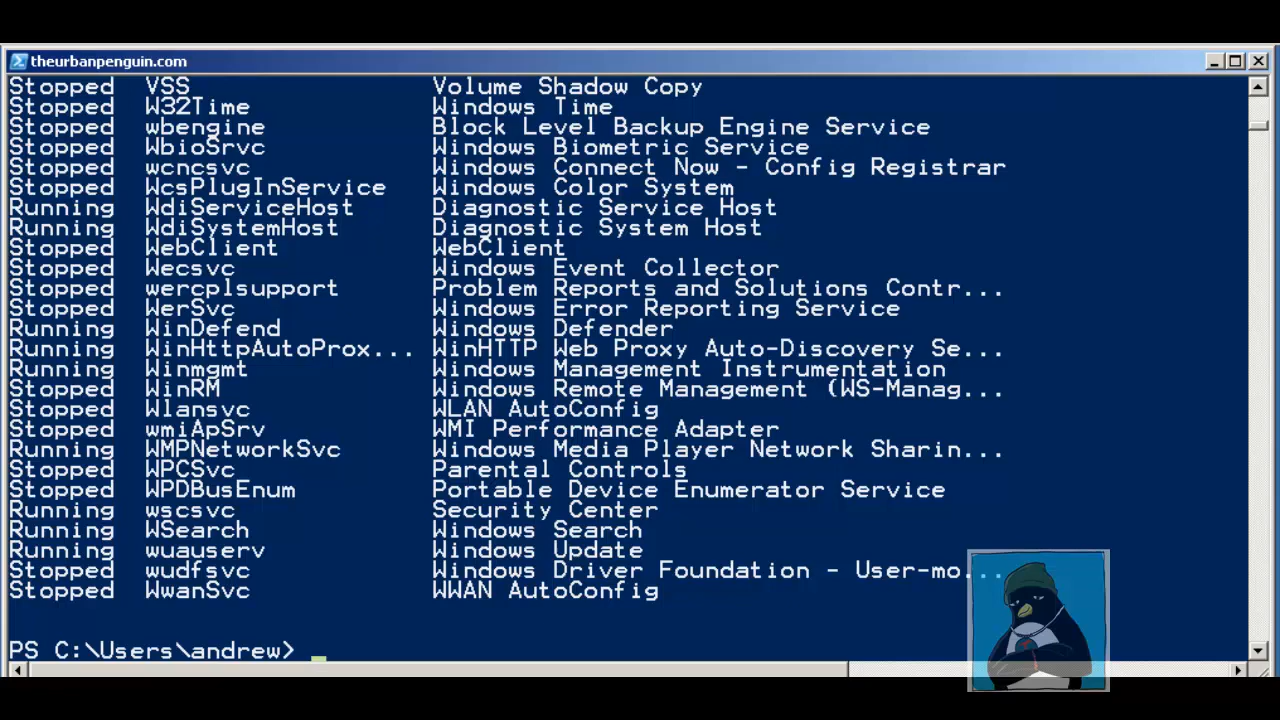 theurbanpenguin.com
Stopped VSS Volume Shadow Copy
Stopped W32Time Windows Time
Stopped wbengine Block Level Backup Engine Service
Stopped WbioSrvc Windows Biometric Service
Stopped wcncsvc Windows Connect Now - Config Registrar
Stopped WcsPlugInService Windows Color System
Running WdiServiceHost Diagnostic Service Host
Running WdiSystemHost Diagnostic System Host
Stopped WebClient WebClient
Stopped Wecsvc Windows Event Collector
Stopped wercplsupport Problem Reports and Solutions Contr...
Stopped WerSvc Windows Error Reporting Service
Running WinDefend Windows Defender
Running WinHttpAutoProx... WinHTTP Web Proxy Auto-Discovery Se...
Running Winmgmt Windows Management Instrumentation
Stopped WinRM Windows Remote Management (WS-Manag...
Stopped Wlansvc WLAN AutoConfig
Stopped wmiApSrv WMI Performance Adapter
Running WMPNetworkSvc Windows Media Player Network Sharin...
Stopped WPCSvc Parental Controls
Stopped WPDBusEnum Portable Device Enumerator Service
Running wscsvc Security Center
Running WSearch Windows Search
Running wuauserv Windows Update
Stopped wudfsvc Windows Driver Foundation - User-mo...
Stopped WwanSvc WWAN AutoConfig
PS C:\Users\andrew>